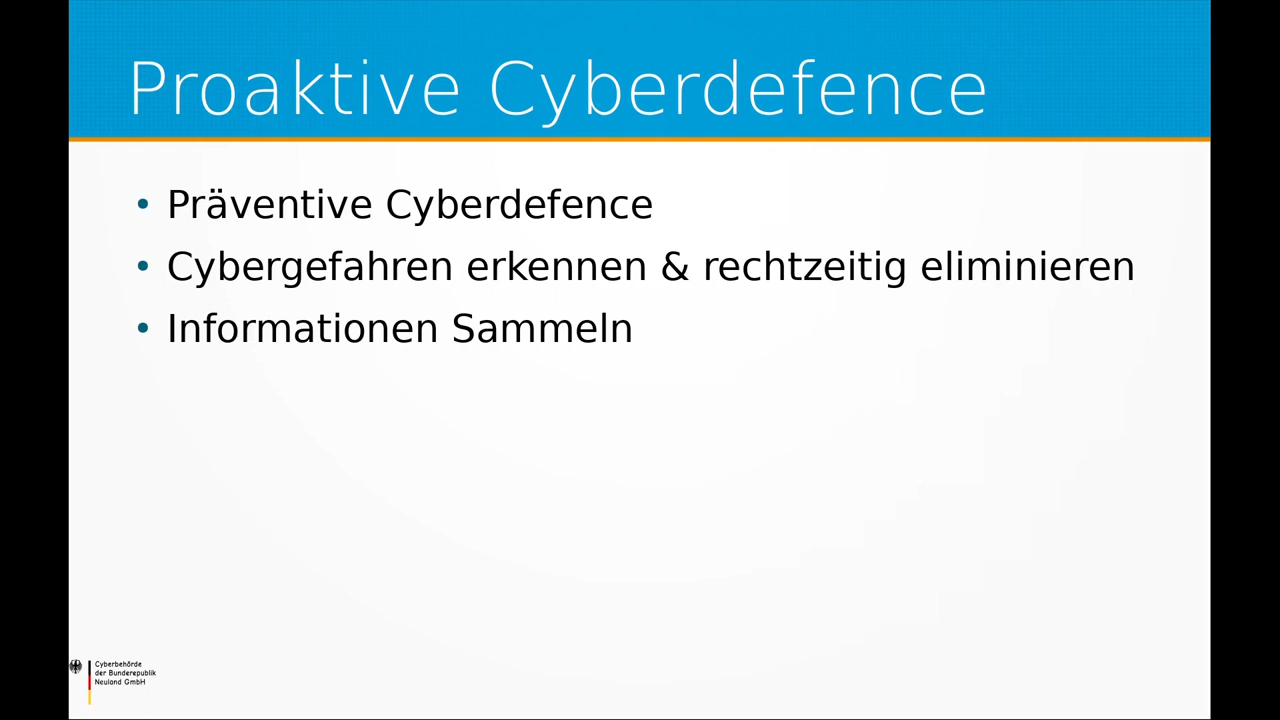 Proaktive Cyberdefence
• Präventive Cyberdefence
• Cybergefahren erkennen & rechtzeitig eliminieren
• Informationen Sammeln
Cyberbehörde
der Bunderepublik
Neuland GmbH